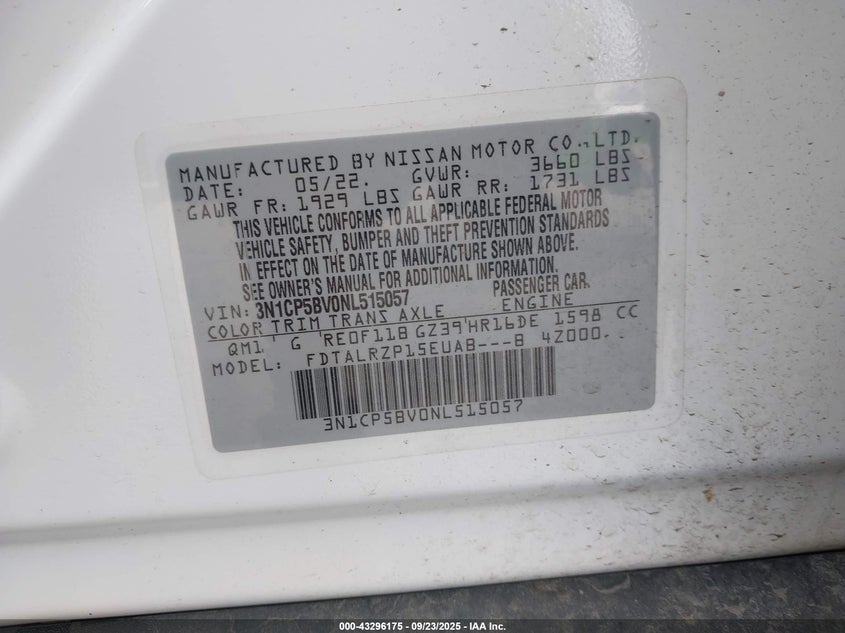 MANUFACTURED BY NISSAN MOTOR CO.,LTD.
DATE: 05/22. GVWR: 3660 LBS
GAWR FR: 1929 LBS GAWR RR: 1731 LBS
THIS VEHICLE CONFORMS TO ALL APPLICABLE FEDERAL MOTOR
VEHICLE SAFETY, BUMPER AND THEFT PREVENTION STANDARDS
IN EFFECT ON THE DATE OF MANUFACTURE SHOWN ABOVE.
SEE OWNER'S MANUAL FOR ADDITIONAL INFORMATION.
VIN: 3N1CP5BV0NL515057 PASSENGER CAR.
COLOR TRIM TRANS AXLE ENGINE
QM1 G RE0F11B GZ39 HR16DE 1598 CC
MODEL: FDTALRZP15EUAB---B 4Z000
3N1CP5BV0NL515057
000-43296175 - 09/23/2025 - IAA Inc.